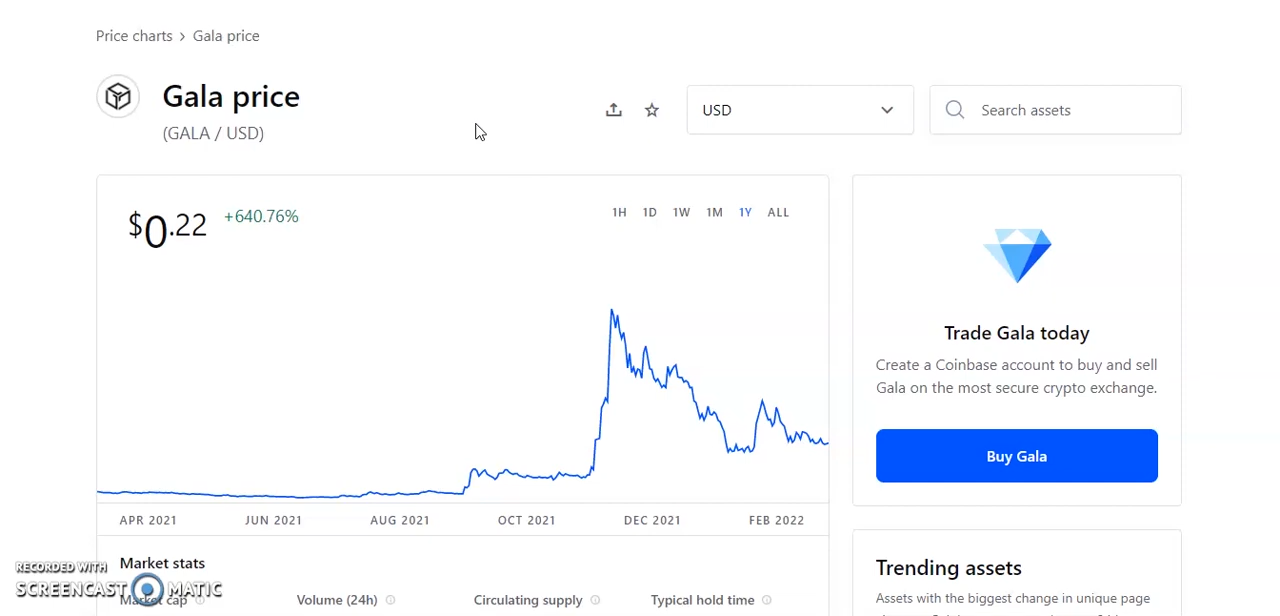 Price charts › Gala price
Gala price
(GALA / USD)
USD
Search assets
$0.22 +640.76%
1H 1D 1W 1M 1Y ALL
APR 2021 JUN 2021 AUG 2021 OCT 2021 DEC 2021 FEB 2022
Trade Gala today
Create a Coinbase account to buy and sell
Gala on the most secure crypto exchange.
Buy Gala
Market stats
Market cap Volume (24h) Circulating supply Typical hold time
Trending assets
Assets with the biggest change in unique page
RECORDED WITH
SCREENCAST MATIC